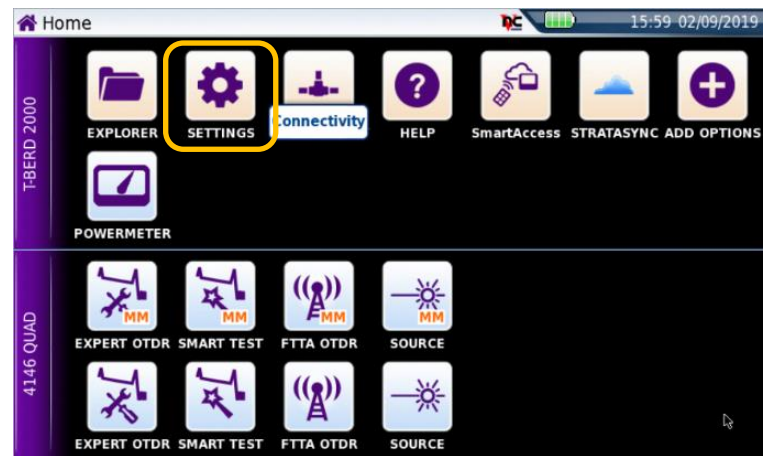 Home
15:59 02/09/2019
T-BERD 2000
EXPLORER SETTINGS Connectivity HELP SmartAccess STRATASYNC ADD OPTIONS
POWERMETER
4146 QUAD
MM MM MM MM
EXPERT OTDR SMART TEST FTTA OTDR SOURCE
EXPERT OTDR SMART TEST FTTA OTDR SOURCE